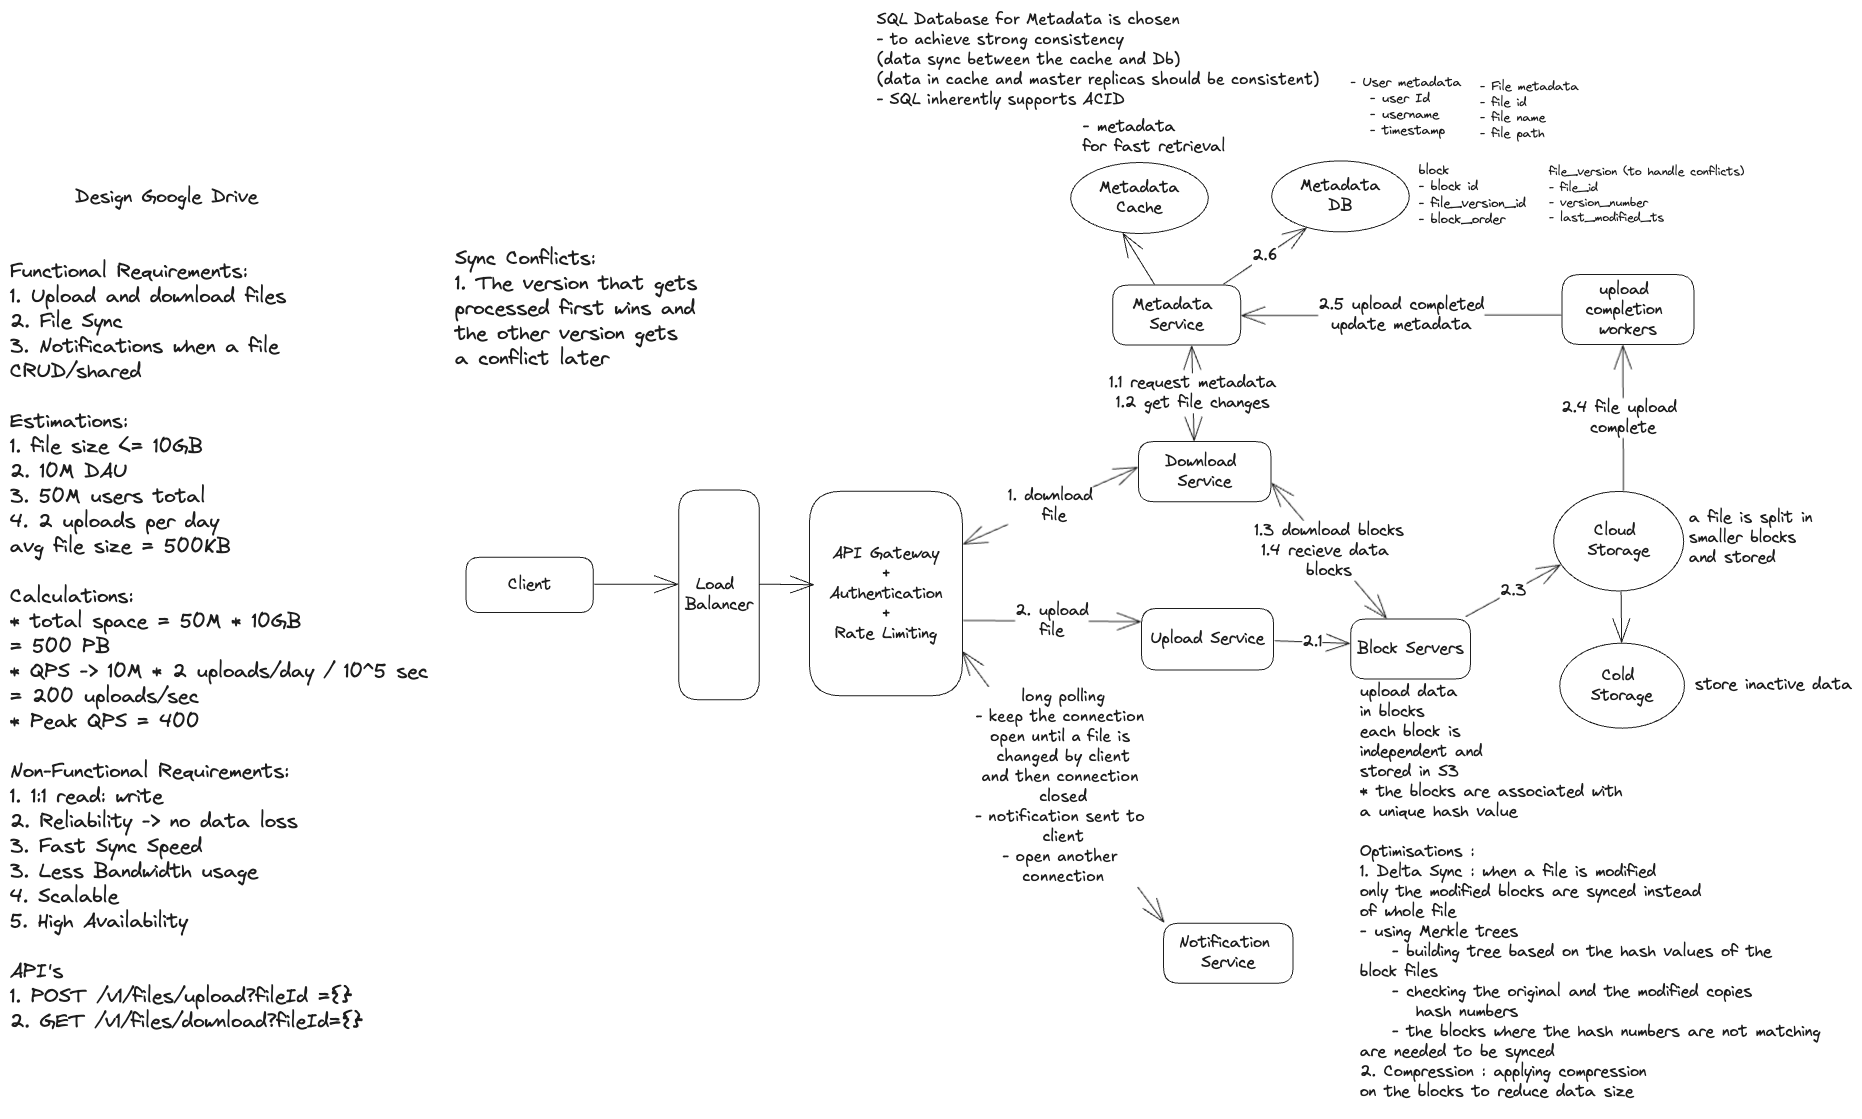 SQL Database for Metadata is chosen
- to achieve strong consistency
(data sync between the cache and Db)
(data in cache and master replicas should be consistent)
- SQL inherently supports ACID
- User metadata
- user Id
- username
- timestamp
- File metadata
- file id
- file name
- file path
- metadata
for fast retrieval
Metadata
Cache
Metadata
DB
block
- block id
- file_version_id
- block_order
file_version (to handle conflicts)
- file_id
- version_number
- last_modified_ts
Design Google Drive
Functional Requirements:
1. Upload and download files
2. File Sync
3. Notifications when a file
CRUD/shared
Estimations:
1. file size <= 10GB
2. 10M DAU
3. 50M users total
4. 2 uploads per day
avg file size = 500KB
Calculations:
* total space = 50M * 10GB
= 500 PB
* QPS -> 10M * 2 uploads/day / 10^5 sec
= 200 uploads/sec
* Peak QPS = 400
Non-Functional Requirements:
1. 1:1 read: write
2. Reliability -> no data loss
3. Fast Sync Speed
3. Less Bandwidth usage
4. Scalable
5. High Availability
API's
1. POST /v1/files/upload?fileId ={}
2. GET /v1/files/download?fileId={}
Sync Conflicts:
1. The version that gets
processed first wins and
the other version gets
a conflict later
2.6
Metadata
Service
2.5 upload completed
update metadata
upload
completion
workers
1.1 request metadata
1.2 get file changes
2.4 file upload
complete
Download
Service
1. download
file
1.3 download blocks
1.4 recieve data
blocks
Cloud
Storage
a file is split in
smaller blocks
and stored
Client
Load
Balancer
API Gateway
+
Authentication
+
Rate Limiting
2. upload
file
Upload Service
2.1
Block Servers
2.3
Cold
Storage
store inactive data
long polling
- keep the connection
open until a file is
changed by client
and then connection
closed
- notification sent to
client
- open another
connection
Notification
Service
upload data
in blocks
each block is
independent and
stored in S3
* the blocks are associated with
a unique hash value
Optimisations :
1. Delta Sync : when a file is modified
only the modified blocks are synced instead
of whole file
- using Merkle trees
- building tree based on the hash values of the
block files
- checking the original and the modified copies
hash numbers
- the blocks where the hash numbers are not matching
are needed to be synced
2. Compression : applying compression
on the blocks to reduce data size